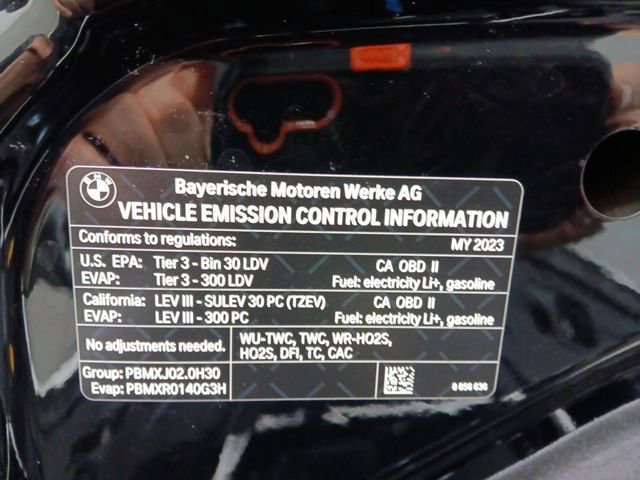 BMW
Bayerische Motoren Werke AG
VEHICLE EMISSION CONTROL INFORMATION
Conforms to regulations: MY 2023
U.S. EPA: Tier 3 - Bin 30 LDV CA OBD II
EVAP: Tier 3 - 300 LDV Fuel: electricity Li+, gasoline
California: LEV III - SULEV 30 PC (TZEV) CA OBD II
EVAP: LEV III - 300 PC Fuel: electricity Li+, gasoline
No adjustments needed. WU-TWC, TWC, WR-HO2S,
HO2S, DFI, TC, CAC
Group: PBMXJ02.0H30
Evap: PBMXR0140G3H